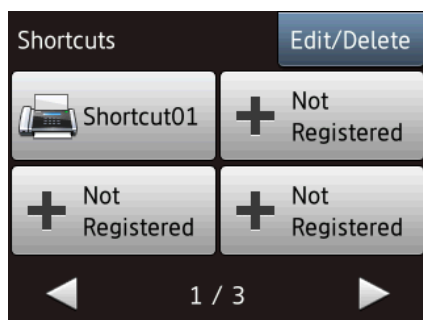 Shortcuts
Edit/Delete
Shortcut01
Not
Registered
Not
Registered
Not
Registered
1 / 3